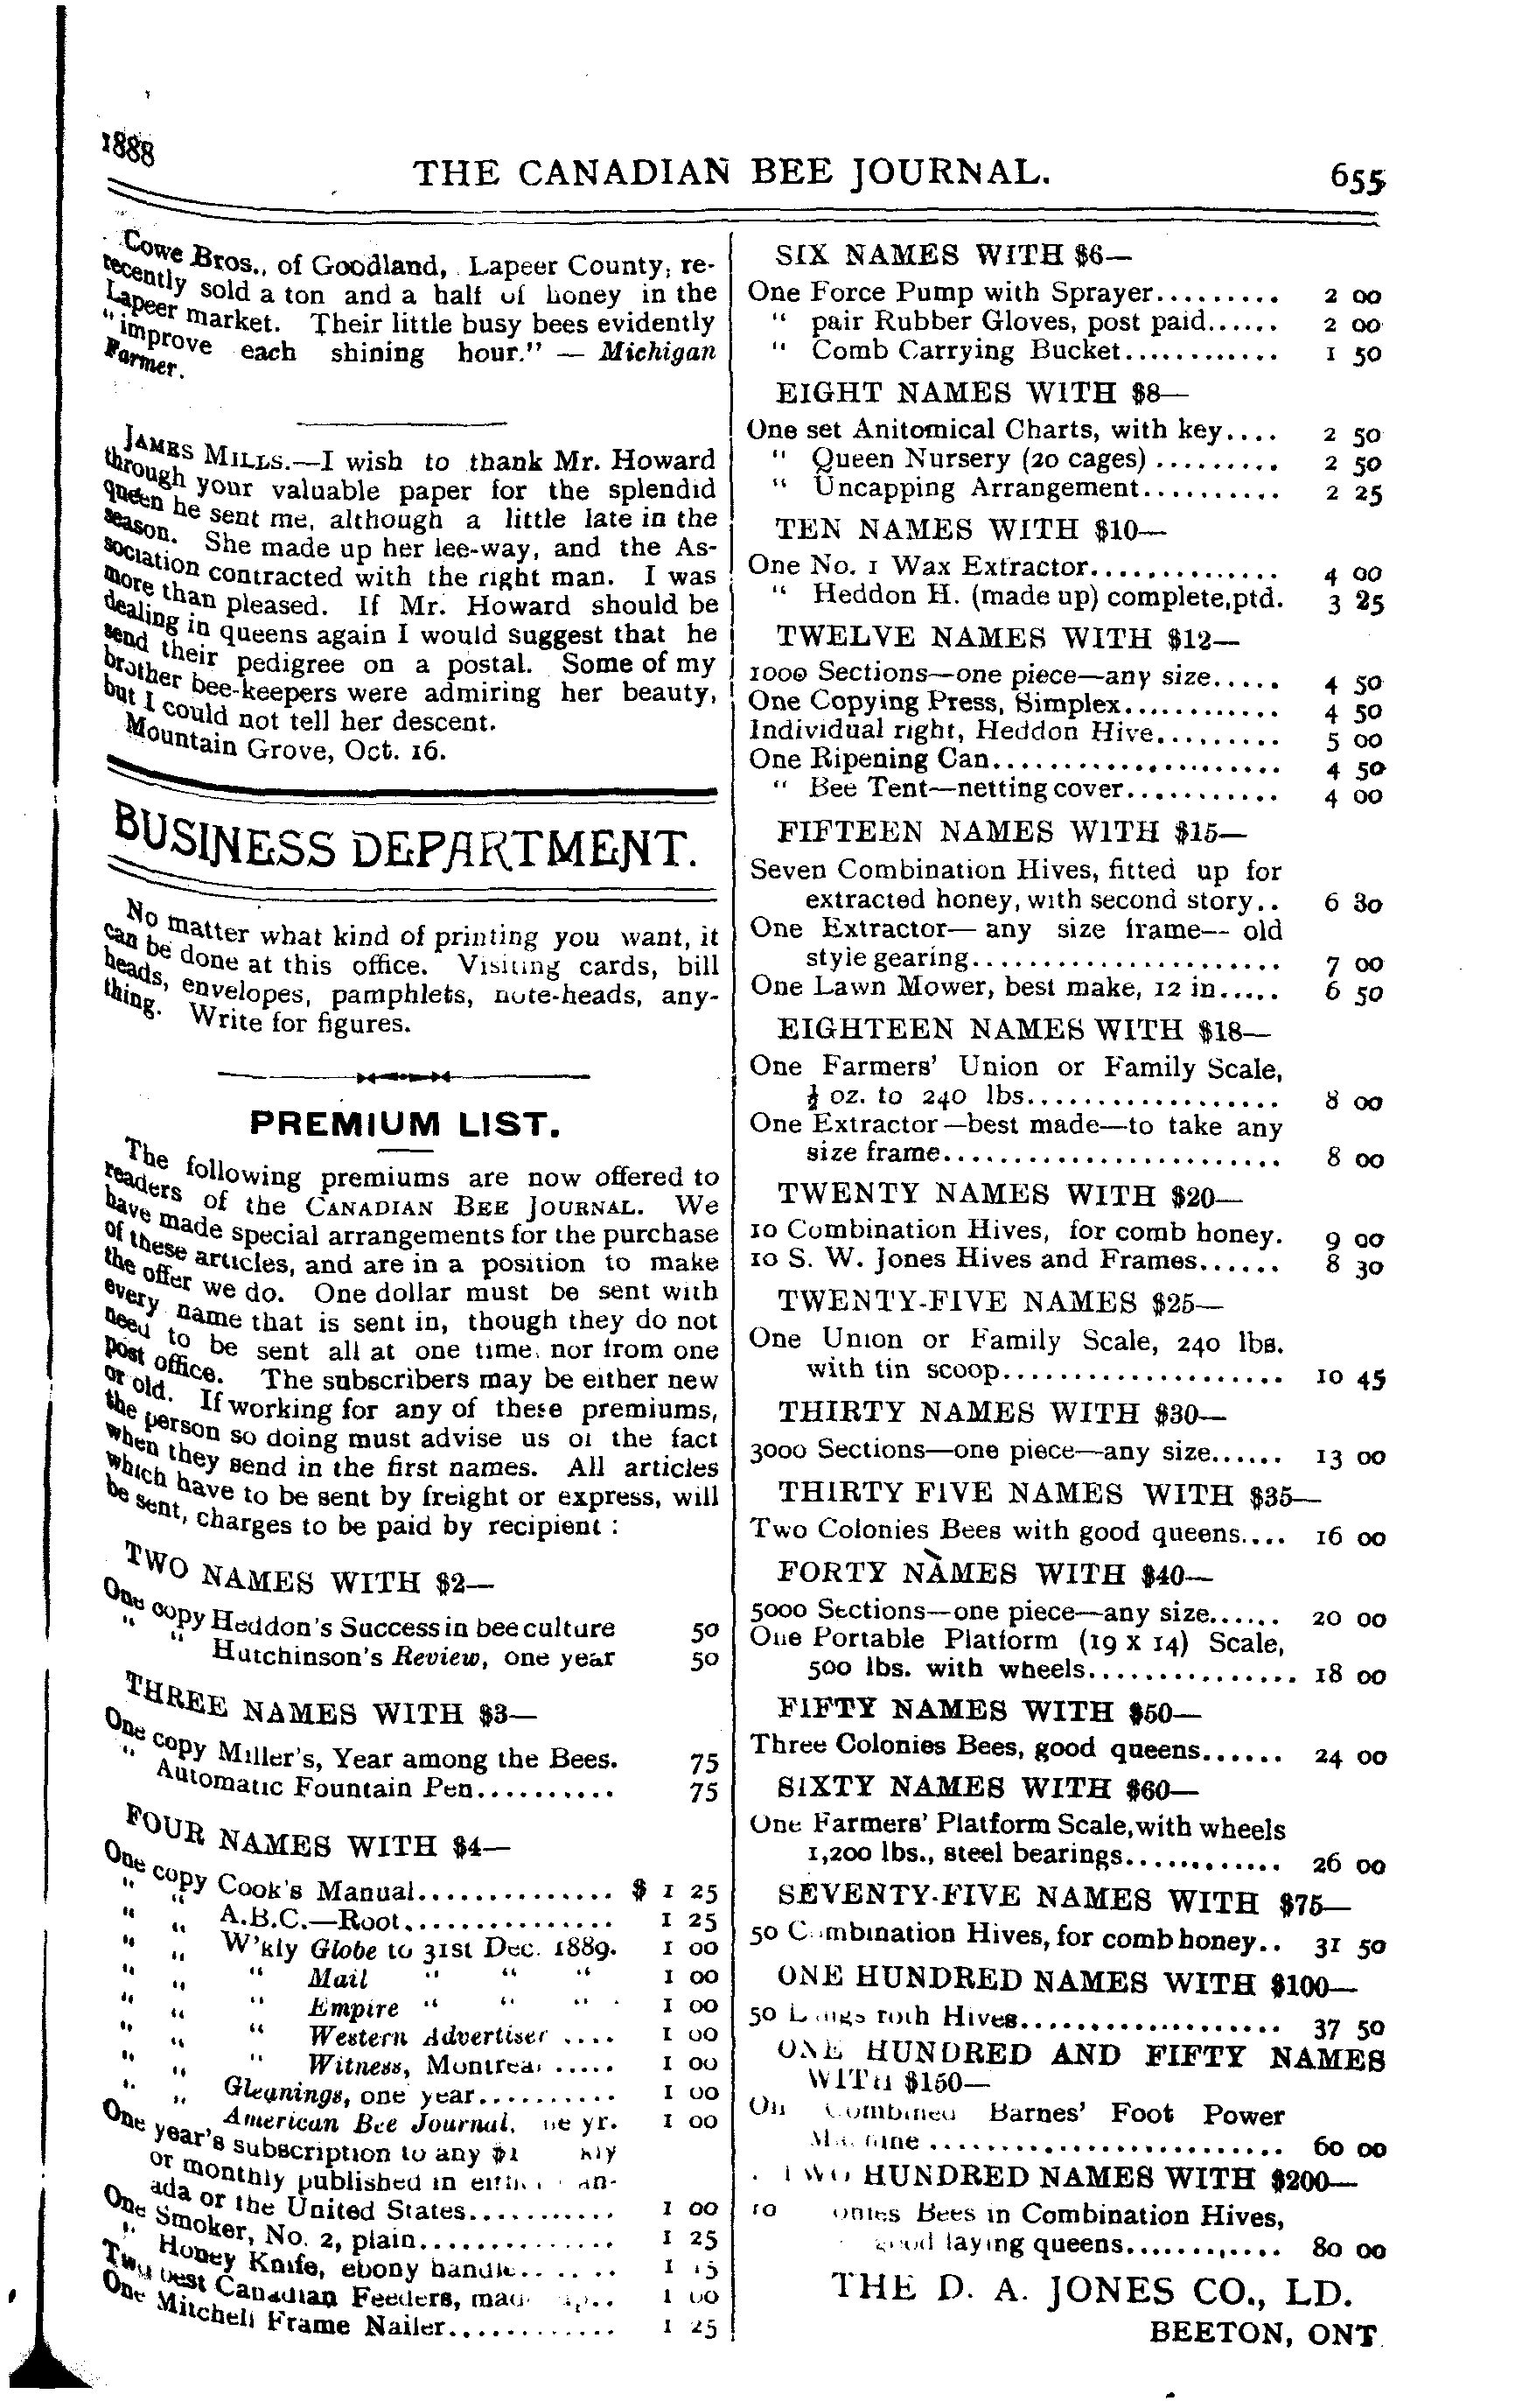 1888
THE CANADIAN BEE JOURNAL.
655
Cowe Bros., of Goodland, Lapeer County, re-
recently sold a ton and a half of honey in the
Lapeer market. Their little busy bees evidently
"improve each shining hour." — Michigan
Farmer.
JAMES MILLS.—I wish to thank Mr. Howard
through your valuable paper for the splendid
queen he sent me, although a little late in the
season. She made up her lee-way, and the As-
sociation contracted with the right man. I was
more than pleased. If Mr. Howard should be
dealing in queens again I would suggest that he
send their pedigree on a postal. Some of my
brother bee-keepers were admiring her beauty,
but I could not tell her descent.
Mountain Grove, Oct. 16.
BUSINESS DEPARTMENT.
No matter what kind of printing you want, it
can be done at this office. Visiting cards, bill
heads, envelopes, pamphlets, note-heads, any-
thing. Write for figures.
PREMIUM LIST.
The following premiums are now offered to
readers of the CANADIAN BEE JOURNAL. We
have made special arrangements for the purchase
of these articles, and are in a position to make
the offer we do. One dollar must be sent with
every name that is sent in, though they do not
need to be sent all at one time, nor from one
post office. The subscribers may be either new
or old. If working for any of these premiums,
the person so doing must advise us of the fact
when they send in the first names. All articles
which have to be sent by freight or express, will
be sent, charges to be paid by recipient :
TWO NAMES WITH $2—
One copy Heddon's Success in bee culture 50
" " Hutchinson's Review, one year 50
THREE NAMES WITH $3—
One copy Miller's, Year among the Bees. 75
" Automatic Fountain Pen.......... 75
FOUR NAMES WITH $4—
One copy Cook's Manual.............. $ 1 25
" " A.B.C.—Root............... 1 25
" " W'kly Globe to 31st Dec. 1889. 1 00
" " " Mail " " " 1 00
" " " Empire " " " 1 00
" " " Western Advertiser .... 1 00
" " " Witness, Montreal ..... 1 00
" " Gleanings, one year.......... 1 00
" " American Bee Journal, yr. 1 00
One year's subscription to any $1
or monthly published in
ada or the United States........... 1 00
One Smoker, No. 2, plain.............. 1 25
" Honey Knife, ebony handle....... 1
Two best Canadian Feeders, .. 1 00
One Mitchell Frame Nailer............ 1 25
SIX NAMES WITH $6—
One Force Pump with Sprayer......... 2 00
" pair Rubber Gloves, post paid...... 2 00
" Comb Carrying Bucket............ 1 50
EIGHT NAMES WITH $8—
One set Anitomical Charts, with key.... 2 50
" Queen Nursery (20 cages) ......... 2 50
" Uncapping Arrangement.......... 2 25
TEN NAMES WITH $10—
One No. 1 Wax Extractor.............. 4 00
" Heddon H. (made up) complete,ptd. 3 25
TWELVE NAMES WITH $12—
1000 Sections—one piece—any size..... 4 50
One Copying Press, Simplex............ 4 50
Individual right, Heddon Hive......... 5 00
One Ripening Can..................... 4 50
" Bee Tent—netting cover........... 4 00
FIFTEEN NAMES WITH $15—
Seven Combination Hives, fitted up for
extracted honey, with second story.. 6 30
One Extractor— any size frame— old
style gearing...................... 7 00
One Lawn Mower, best make, 12 in..... 6 50
EIGHTEEN NAMES WITH $18—
One Farmers' Union or Family Scale,
½ oz. to 240 lbs.................. 8 00
One Extractor—best made—to take any
size frame........................ 8 00
TWENTY NAMES WITH $20—
10 Combination Hives, for comb honey. 9 00
10 S. W. Jones Hives and Frames...... 8 30
TWENTY-FIVE NAMES $25—
One Union or Family Scale, 240 lbs.
with tin scoop.................... 10 45
THIRTY NAMES WITH $30—
3000 Sections—one piece—any size...... 13 00
THIRTY FIVE NAMES WITH $35—
Two Colonies Bees with good queens.... 16 00
FORTY NAMES WITH $40—
5000 Sections—one piece—any size...... 20 00
One Portable Platform (19 x 14) Scale,
500 lbs. with wheels............... 18 00
FIFTY NAMES WITH $50—
Three Colonies Bees, good queens...... 24 00
SIXTY NAMES WITH $60—
One Farmers' Platform Scale, with wheels
1,200 lbs., steel bearings............ 26 00
SEVENTY-FIVE NAMES WITH $75—
50 Combination Hives, for comb honey.. 31 50
ONE HUNDRED NAMES WITH $100—
50 Hives................... 37 50
ONE HUNDRED AND FIFTY NAMES
WITH $150—
Combined Barnes' Foot Power
Machine ......................... 60 00
TWO HUNDRED NAMES WITH $200—
10 Bees in Combination Hives,
good laying queens............ 80 00
THE D. A. JONES CO., LD.
BEETON, ONT.